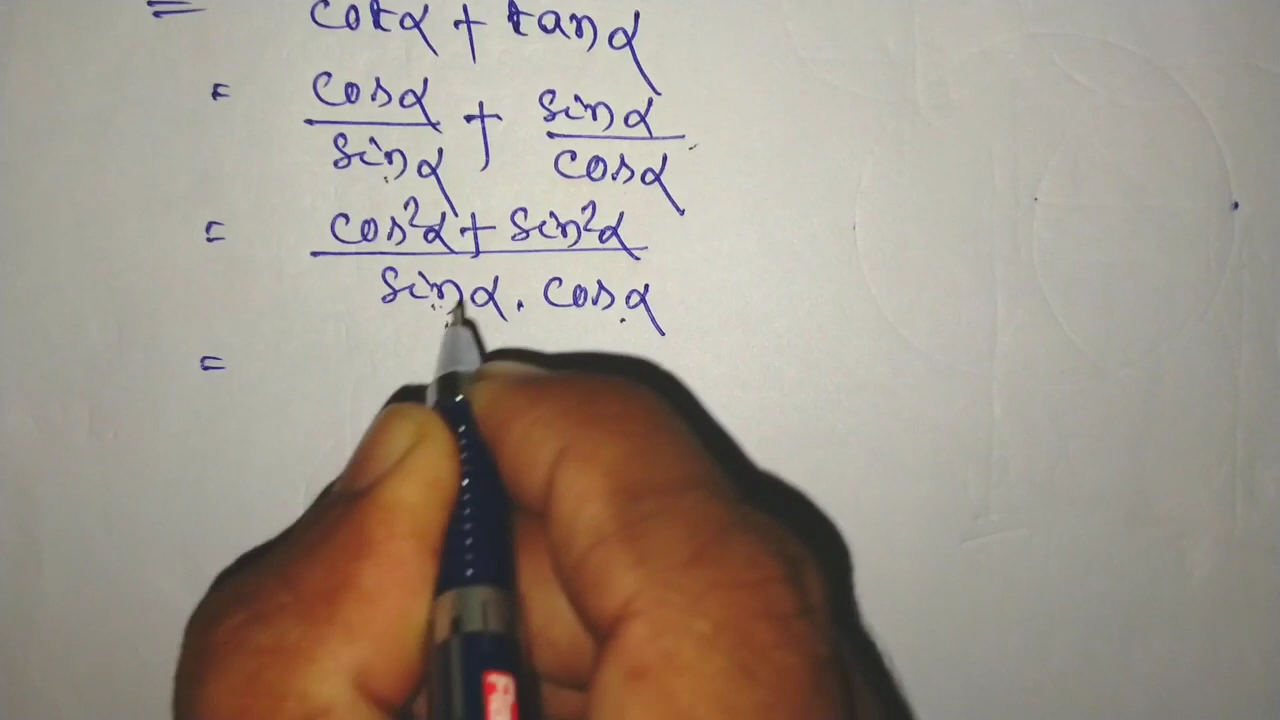 = cotα + tanα
= cosα/sinα + sinα/cosα
= cos²α + sin²α / sinα . cosα
=